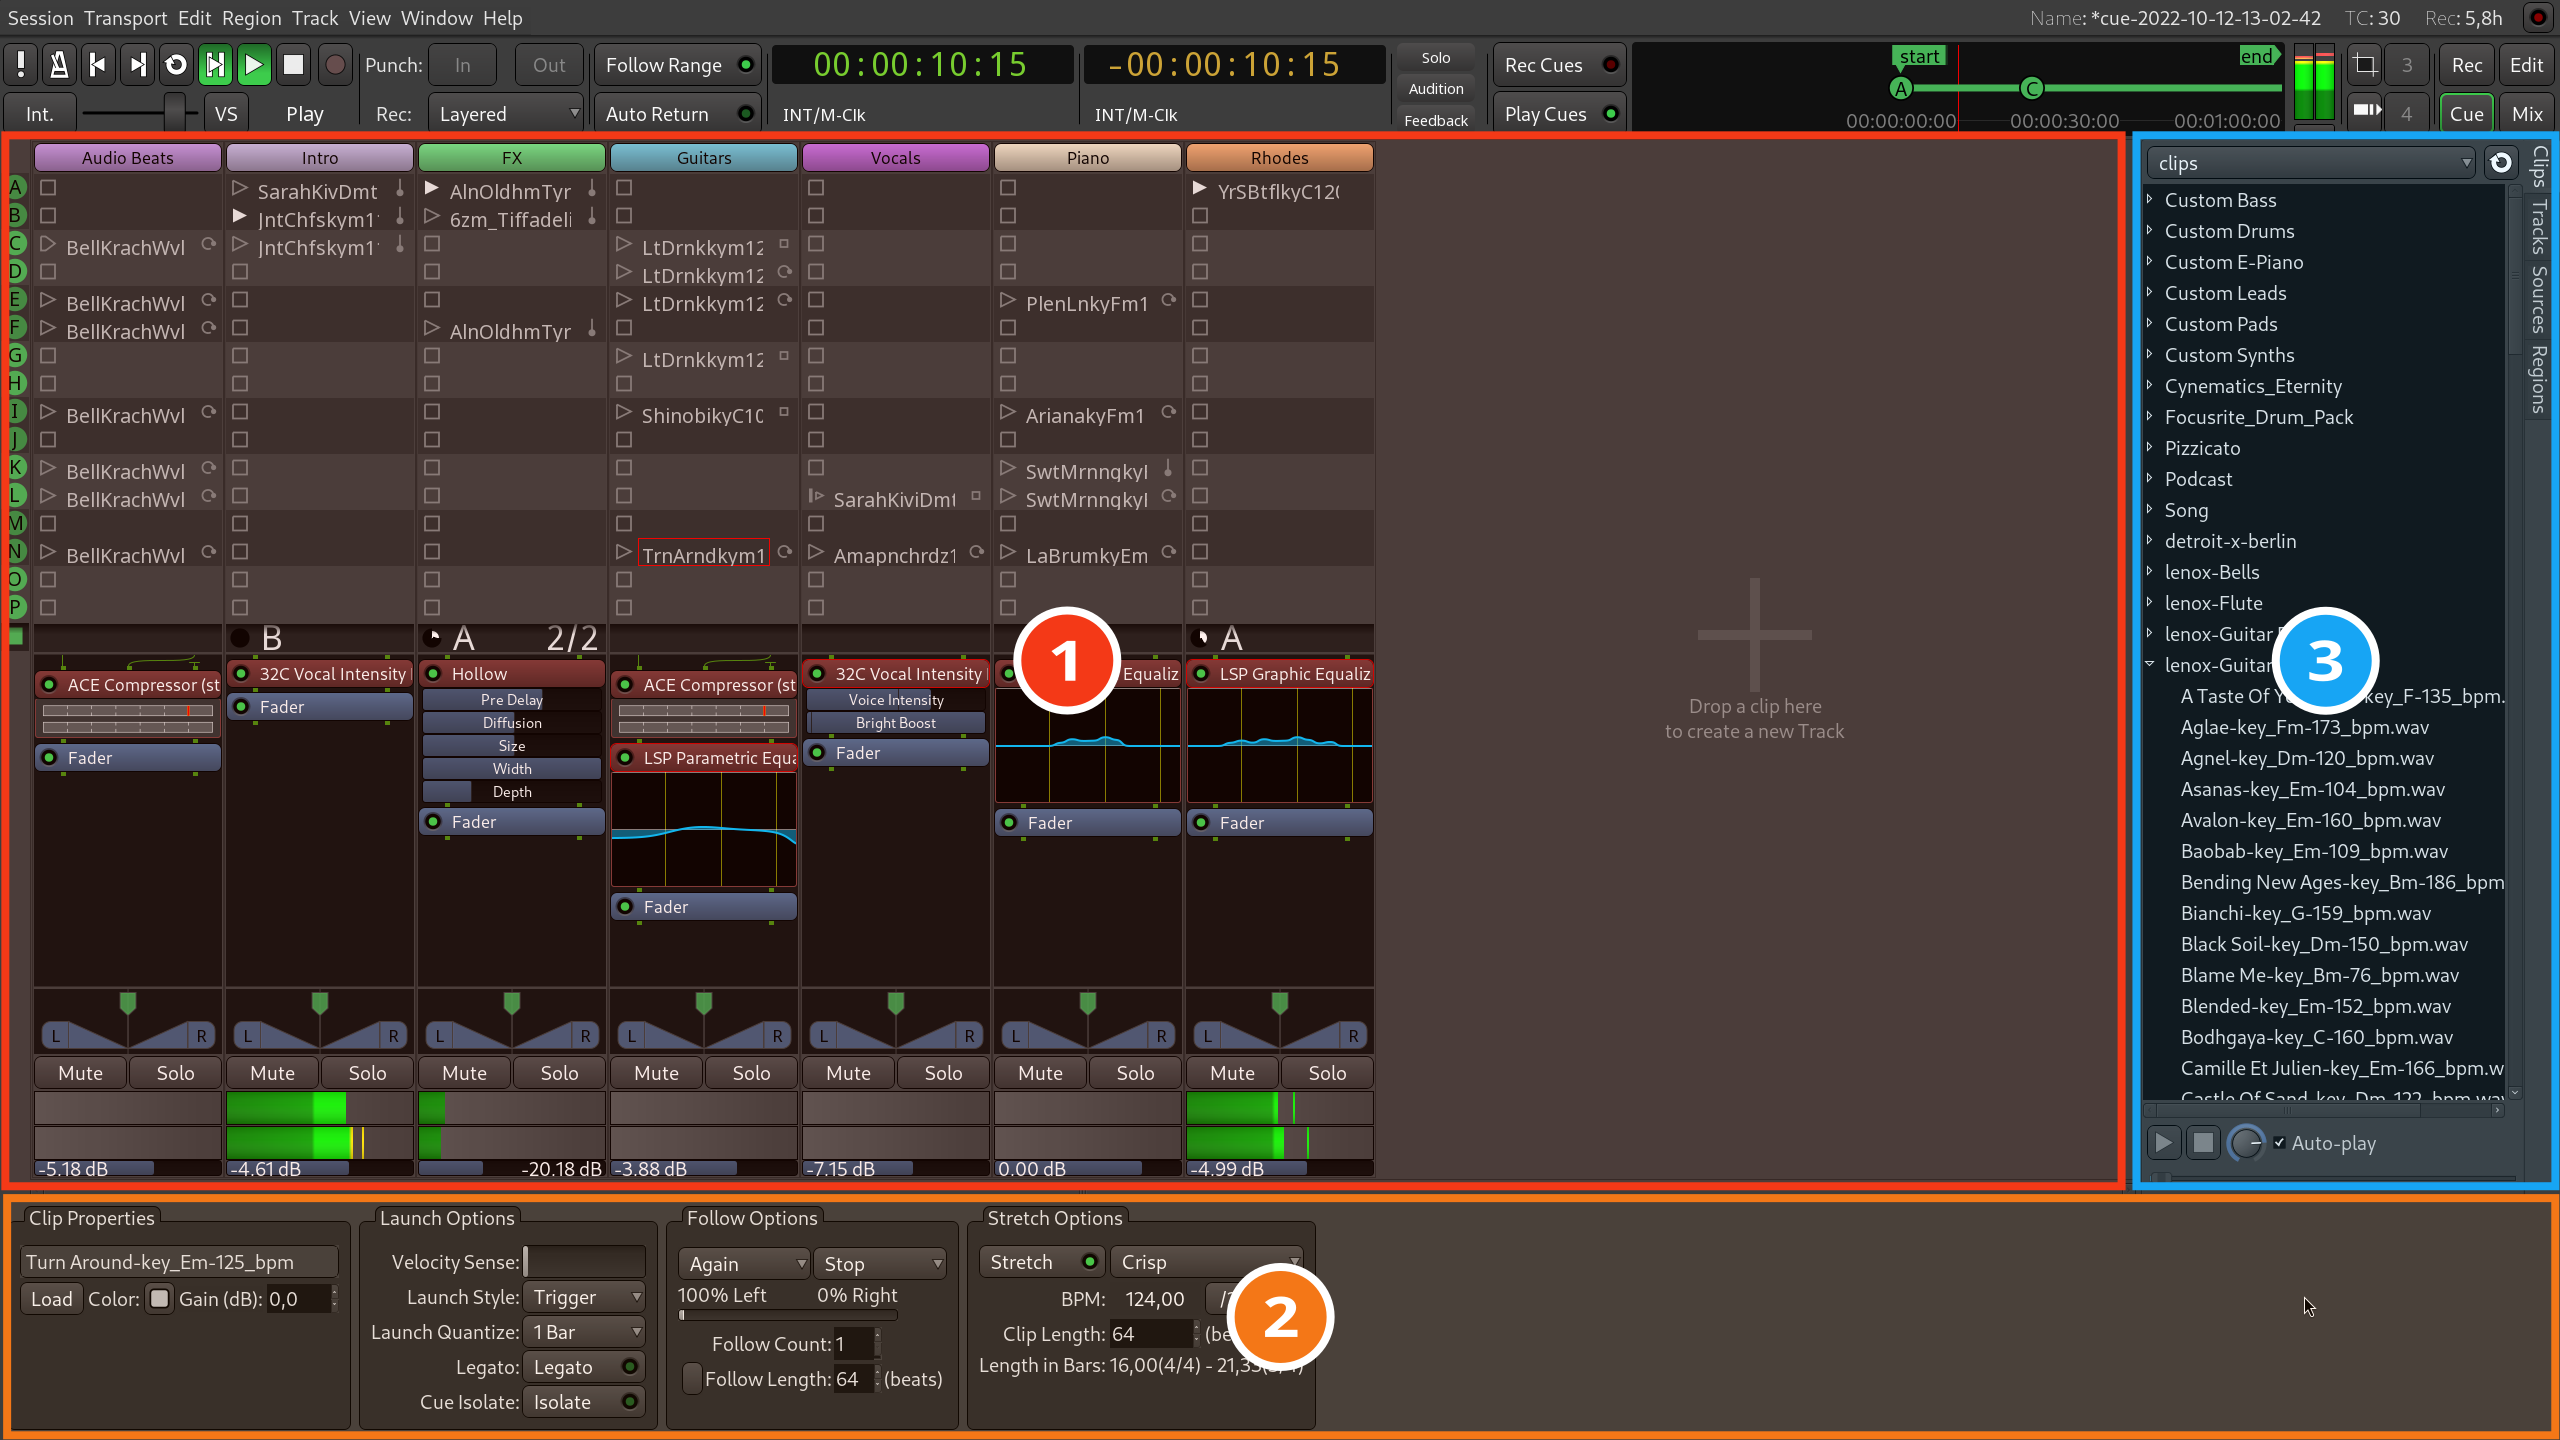 Session Transport Edit Region Track View Window Help
Name: *cue-2022-10-12-13-02-42 TC: 30 Rec: 5,8h
Punch: In Out Follow Range
00:00:10:15
-00:00:10:15
Solo
Audition
Feedback
Rec Cues
start
end
A C
3 Rec Edit
Int. VS Play Rec: Layered Auto Return
INT/M-Clk
INT/M-Clk
Play Cues
00:00:00:00 00:00:30:00 00:01:00:00
4 Cue Mix
Audio Beats Intro FX Guitars Vocals Piano Rhodes
A SarahKivDmt AlnOldhmTyr YrSBtflkyC12
B JntChfskym1 6zm_Tiffadeli
C BellKrachWvl JntChfskym1 LtDrnkkym12
D LtDrnkkym12
E BellKrachWvl LtDrnkkym12 PlenLnkyFm1
F BellKrachWvl AlnOldhmTyr
G LtDrnkkym12
H
I BellKrachWvl ShinobikyC10 ArianakyFm1
J
K BellKrachWvl SwtMrnngkyl
L BellKrachWvl SarahKiviDmt SwtMrnngkyl
M
N BellKrachWvl TrnArndkym1 Amapnchrdz1 LaBrumkyEm
O
P
B A 2/2 A
ACE Compressor (st
Fader
32C Vocal Intensity
Fader
Hollow
Pre Delay
Diffusion
Size
Width
Depth
Fader
ACE Compressor (st
LSP Parametric Equa
Fader
32C Vocal Intensity
Voice Intensity
Bright Boost
Fader
Equaliz
Fader
LSP Graphic Equaliz
Fader
1
Drop a clip here
to create a new Track
L R L R L R L R L R L R L R
Mute Solo Mute Solo Mute Solo Mute Solo Mute Solo Mute Solo Mute Solo
-5.18 dB -4.61 dB -20.18 dB -3.88 dB -7.15 dB 0.00 dB -4.99 dB
clips
Custom Bass
Custom Drums
Custom E-Piano
Custom Leads
Custom Pads
Custom Synths
Cynematics_Eternity
Focusrite_Drum_Pack
Pizzicato
Podcast
Song
detroit-x-berlin
lenox-Bells
lenox-Flute
lenox-Guitar
lenox-Guitar
3
A Taste Of key_F-135_bpm.
Aglae-key_Fm-173_bpm.wav
Agnel-key_Dm-120_bpm.wav
Asanas-key_Em-104_bpm.wav
Avalon-key_Em-160_bpm.wav
Baobab-key_Em-109_bpm.wav
Bending New Ages-key_Bm-186_bpm
Bianchi-key_G-159_bpm.wav
Black Soil-key_Dm-150_bpm.wav
Blame Me-key_Bm-76_bpm.wav
Blended-key_Em-152_bpm.wav
Bodhgaya-key_C-160_bpm.wav
Camille Et Julien-key_Em-166_bpm.w
Castle Of Sand-key_Dm-122_bpm.wav
Auto-play
Clips
Tracks
Sources
Regions
Clip Properties
Turn Around-key_Em-125_bpm
Load Color: Gain (dB): 0,0
Launch Options
Velocity Sense:
Launch Style: Trigger
Launch Quantize: 1 Bar
Legato: Legato
Cue Isolate: Isolate
Follow Options
Again Stop
100% Left 0% Right
Follow Count: 1
Follow Length: 64 (beats)
Stretch Options
Stretch Crisp
BPM: 124,00
Clip Length: 64
Length in Bars: 16,00(4/4) - 21,33
2